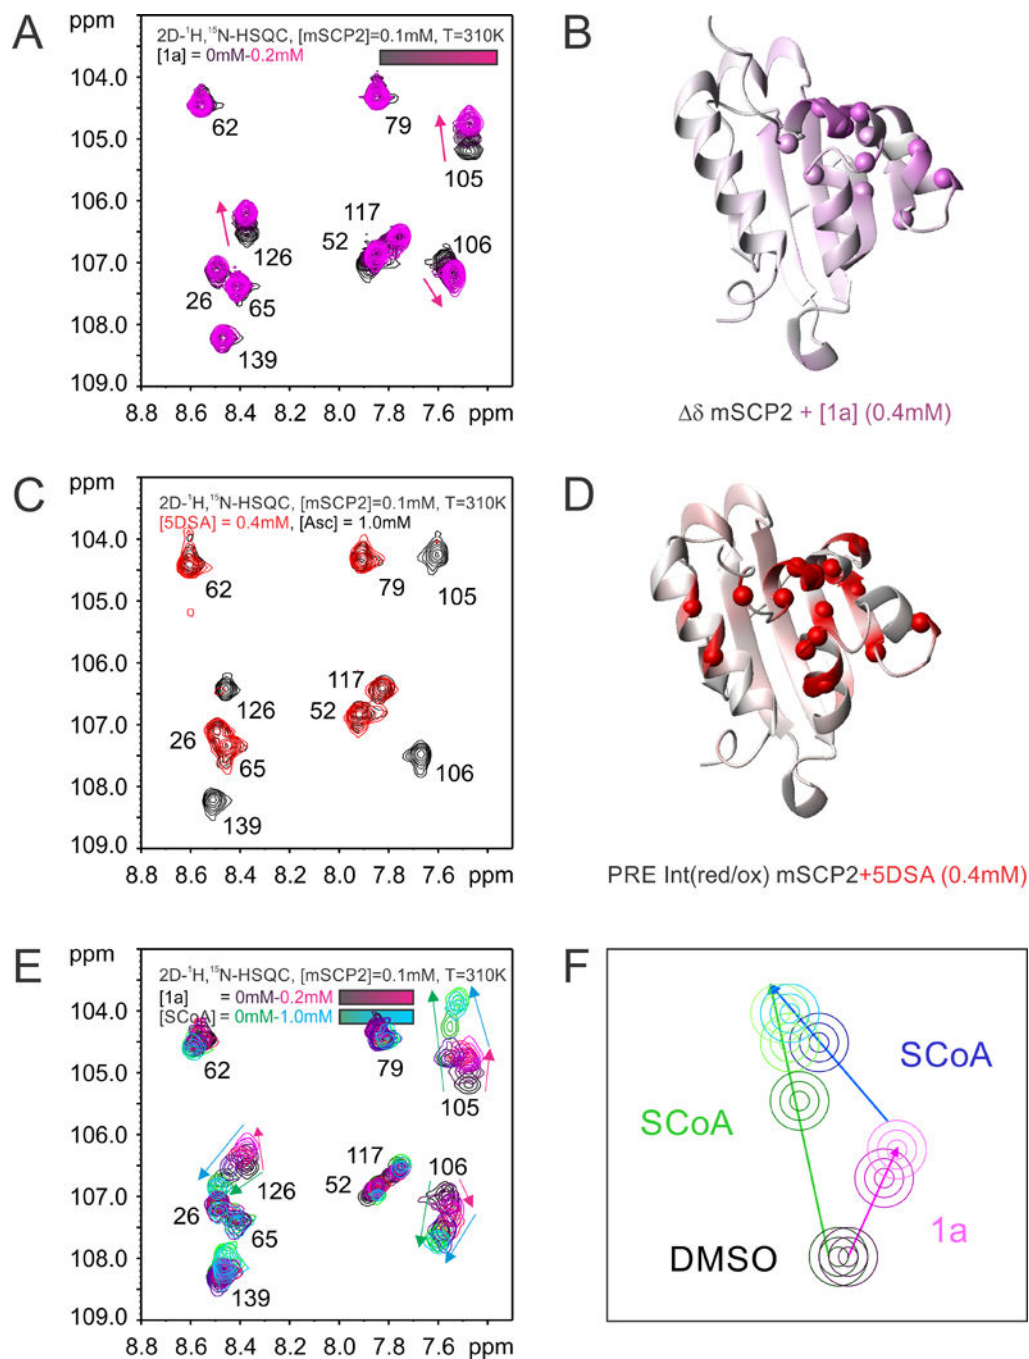 A
ppm
2D-¹H,¹⁵N-HSQC, [mSCP2]=0.1mM, T=310K
[1a] = 0mM-0.2mM
104.0
105.0
106.0
107.0
108.0
109.0
62
79
105
117
52
106
126
26
65
139
8.8 8.6 8.4 8.2 8.0 7.8 7.6 ppm
B
Δδ mSCP2 + [1a] (0.4mM)
C
ppm
2D-¹H,¹⁵N-HSQC, [mSCP2]=0.1mM, T=310K
[5DSA] = 0.4mM, [Asc] = 1.0mM
104.0
105.0
106.0
107.0
108.0
109.0
62
79
105
117
126
52
26
65
106
139
8.8 8.6 8.4 8.2 8.0 7.8 7.6 ppm
D
PRE Int(red/ox) mSCP2+5DSA (0.4mM)
E
ppm
2D-¹H,¹⁵N-HSQC, [mSCP2]=0.1mM, T=310K
[1a] = 0mM-0.2mM
[SCoA] = 0mM-1.0mM
104.0
105.0
106.0
107.0
108.0
109.0
62
79
105
117
106
126
52
26
65
139
8.8 8.6 8.4 8.2 8.0 7.8 7.6 ppm
F
SCoA
SCoA
1a
DMSO